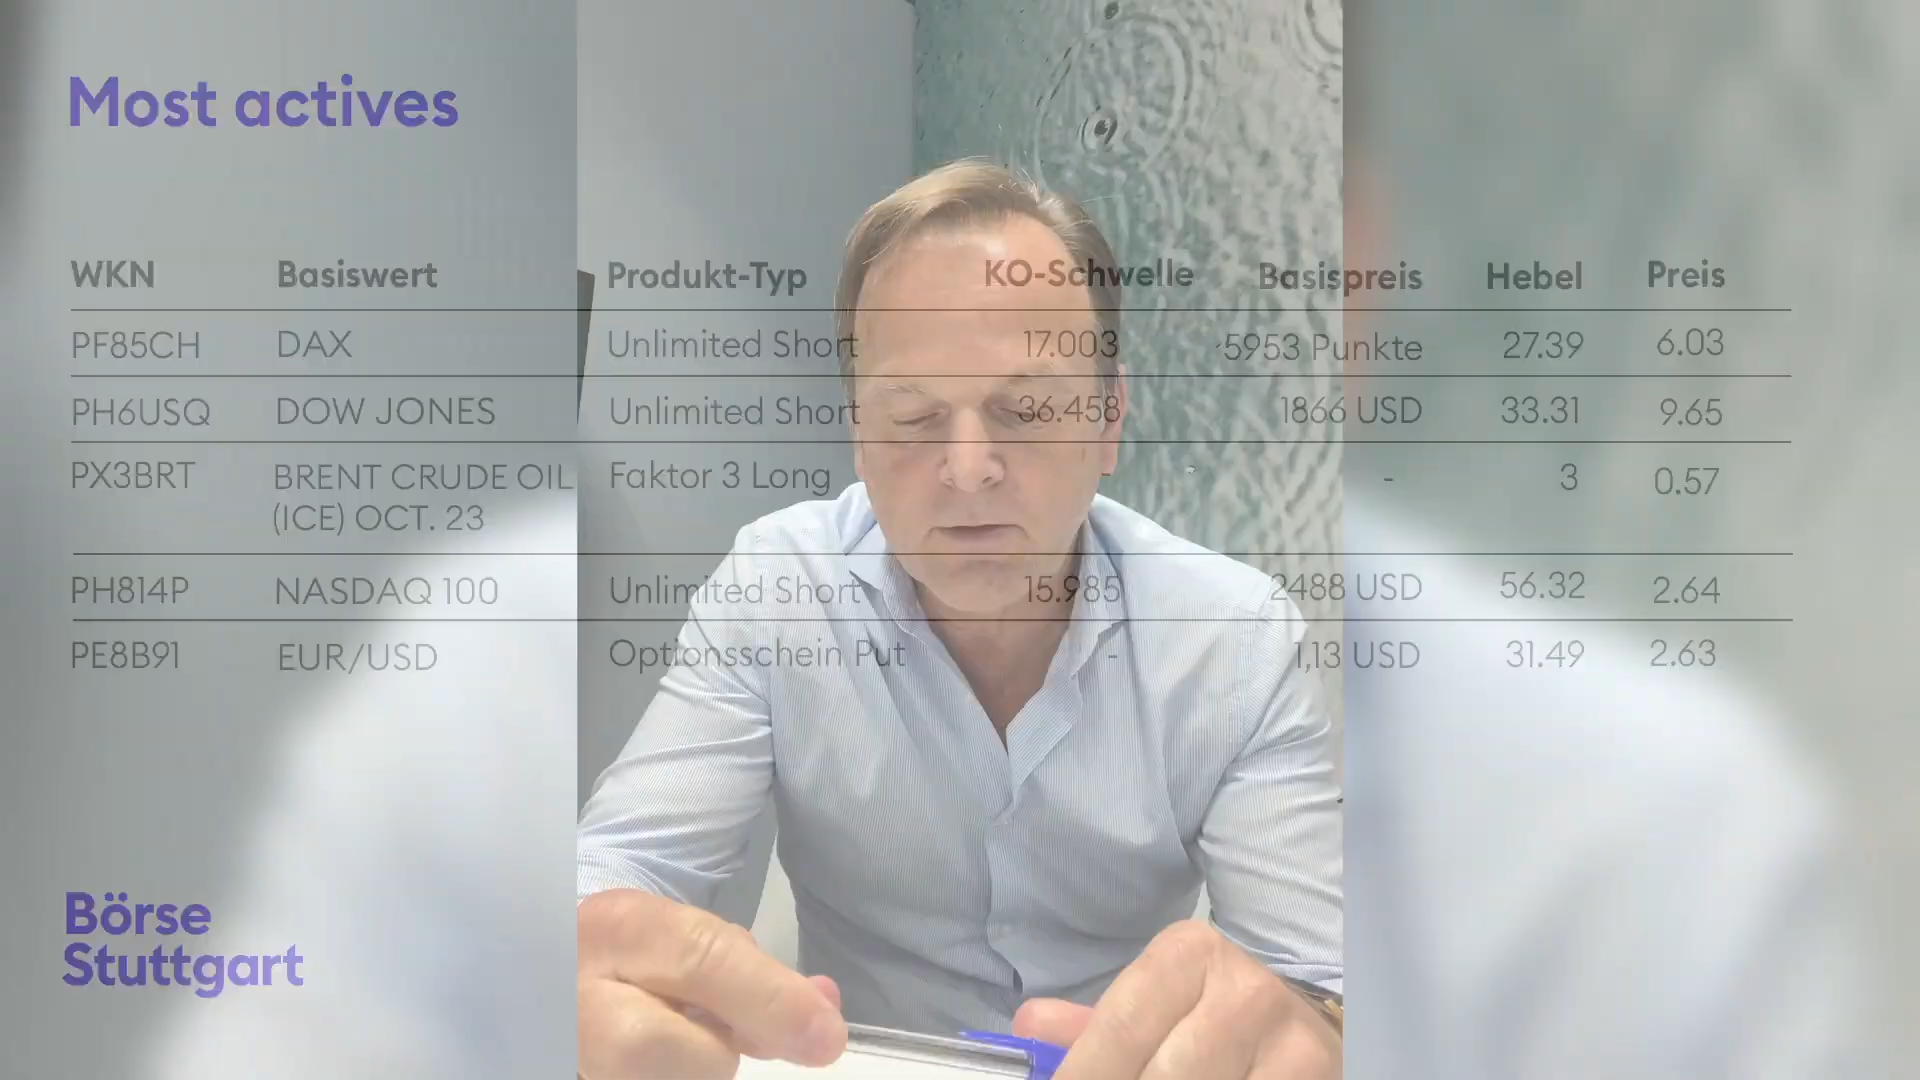 Most actives
WKN Basiswert Produkt-Typ KO-Schwelle Basispreis Hebel Preis
PF85CH DAX Unlimited Short 17.003 5953 Punkte 27.39 6.03
PH6USQ DOW JONES Unlimited Short 36.458 1866 USD 33.31 9.65
PX3BRT BRENT CRUDE OIL Faktor 3 Long - 3 0.57
(ICE) OCT. 23
PH814P NASDAQ 100 Unlimited Short 15.985 2488 USD 56.32 2.64
PE8B91 EUR/USD Optionsschein Put - 1,13 USD 31.49 2.63
Börse
Stuttgart